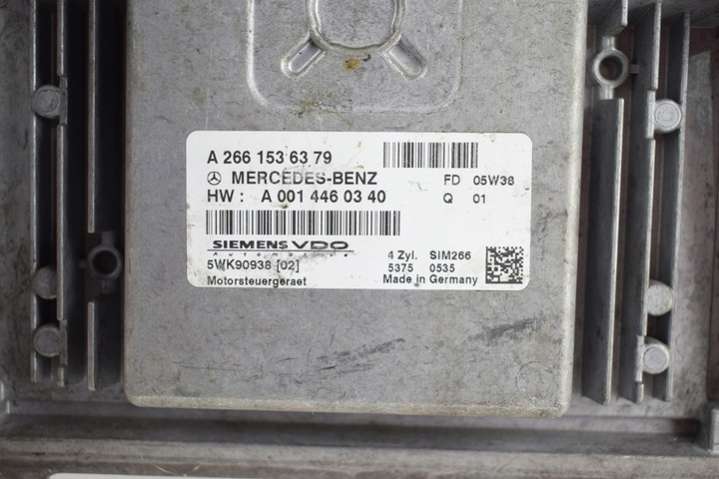 A 266 153 63 79
MERCEDES-BENZ FD 05W38
HW : A 001 446 03 40 Q 01
SIEMENS VDO
Automotive 4 Zyl. SIM266
5WK90938 [02] 5375 0535
Motorsteuergeraet Made in Germany